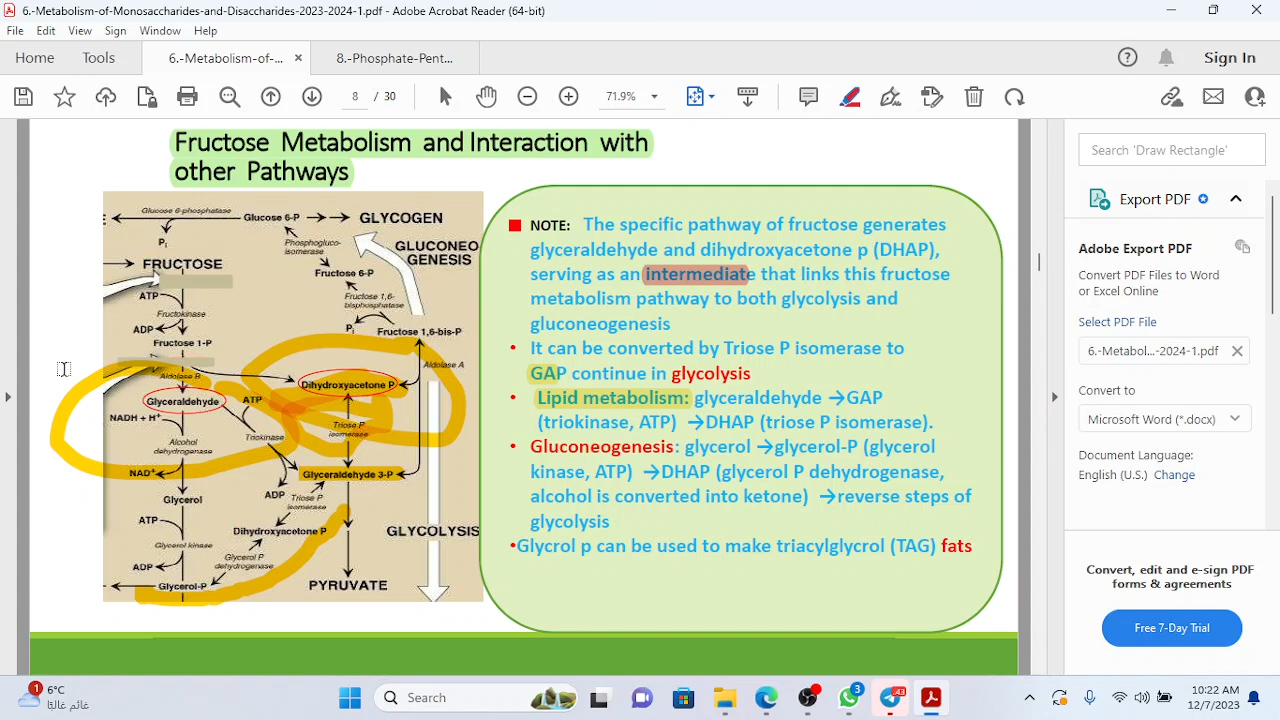 6.-Metabolism-of-Monosaccharides-and-Disaccharides-2023-2024-1.pdf - Adobe Acrobat Reader (64-bit)
File Edit View Sign Window Help
Home Tools 6.-Metabolism-of-... × 8.-Phosphate-Pent... Sign In
8 / 30 71.9%
Fructose Metabolism and Interaction with
other Pathways
Glucose 6-phosphatase
Glucose 6-P
GLYCOGEN
Pi
Phosphogluco-
isomerase
GLUCONEO
GENESIS
FRUCTOSE
Fructose 6-P
ATP
Fructose 1,6-
bisphosphatase
Fructokinase
ADP
Pi
Fructose 1,6-bis-P
Fructose 1-P
Aldolase A
Aldolase B
Dihydroxyacetone P
Glyceraldehyde
ATP
NADH + H+
Triose P
isomerase
Alcohol
dehydrogenase
Triokinase
NAD+
Glyceraldehyde 3-P
ADP
Triose P
isomerase
Glycerol
ATP
Dihydroxyacetone P
GLYCOLYSIS
Glycerol kinase
Glycerol P
dehydrogenase
ADP
Glycerol-P
PYRUVATE
NOTE: The specific pathway of fructose generates
glyceraldehyde and dihydroxyacetone p (DHAP),
serving as an intermediate that links this fructose
metabolism pathway to both glycolysis and
gluconeogenesis
• It can be converted by Triose P isomerase to
GAP continue in glycolysis
• Lipid metabolism: glyceraldehyde →GAP
(triokinase, ATP) →DHAP (triose P isomerase).
• Gluconeogenesis: glycerol →glycerol-P (glycerol
kinase, ATP) →DHAP (glycerol P dehydrogenase,
alcohol is converted into ketone) →reverse steps of
glycolysis
•Glycrol p can be used to make triacylglycrol (TAG) fats
Search 'Draw Rectangle'
Export PDF
Adobe Export PDF
Convert PDF Files to Word
or Excel Online
Select PDF File
6.-Metabol...-2024-1.pdf ×
Convert to
Microsoft Word (*.docx)
Document Language:
English (U.S.) Change
Convert, edit and e-sign PDF
forms & agreements
Free 7-Day Trial
1
6°C
غائم غالبًا
Search
3
43
10:22 AM
12/7/2023